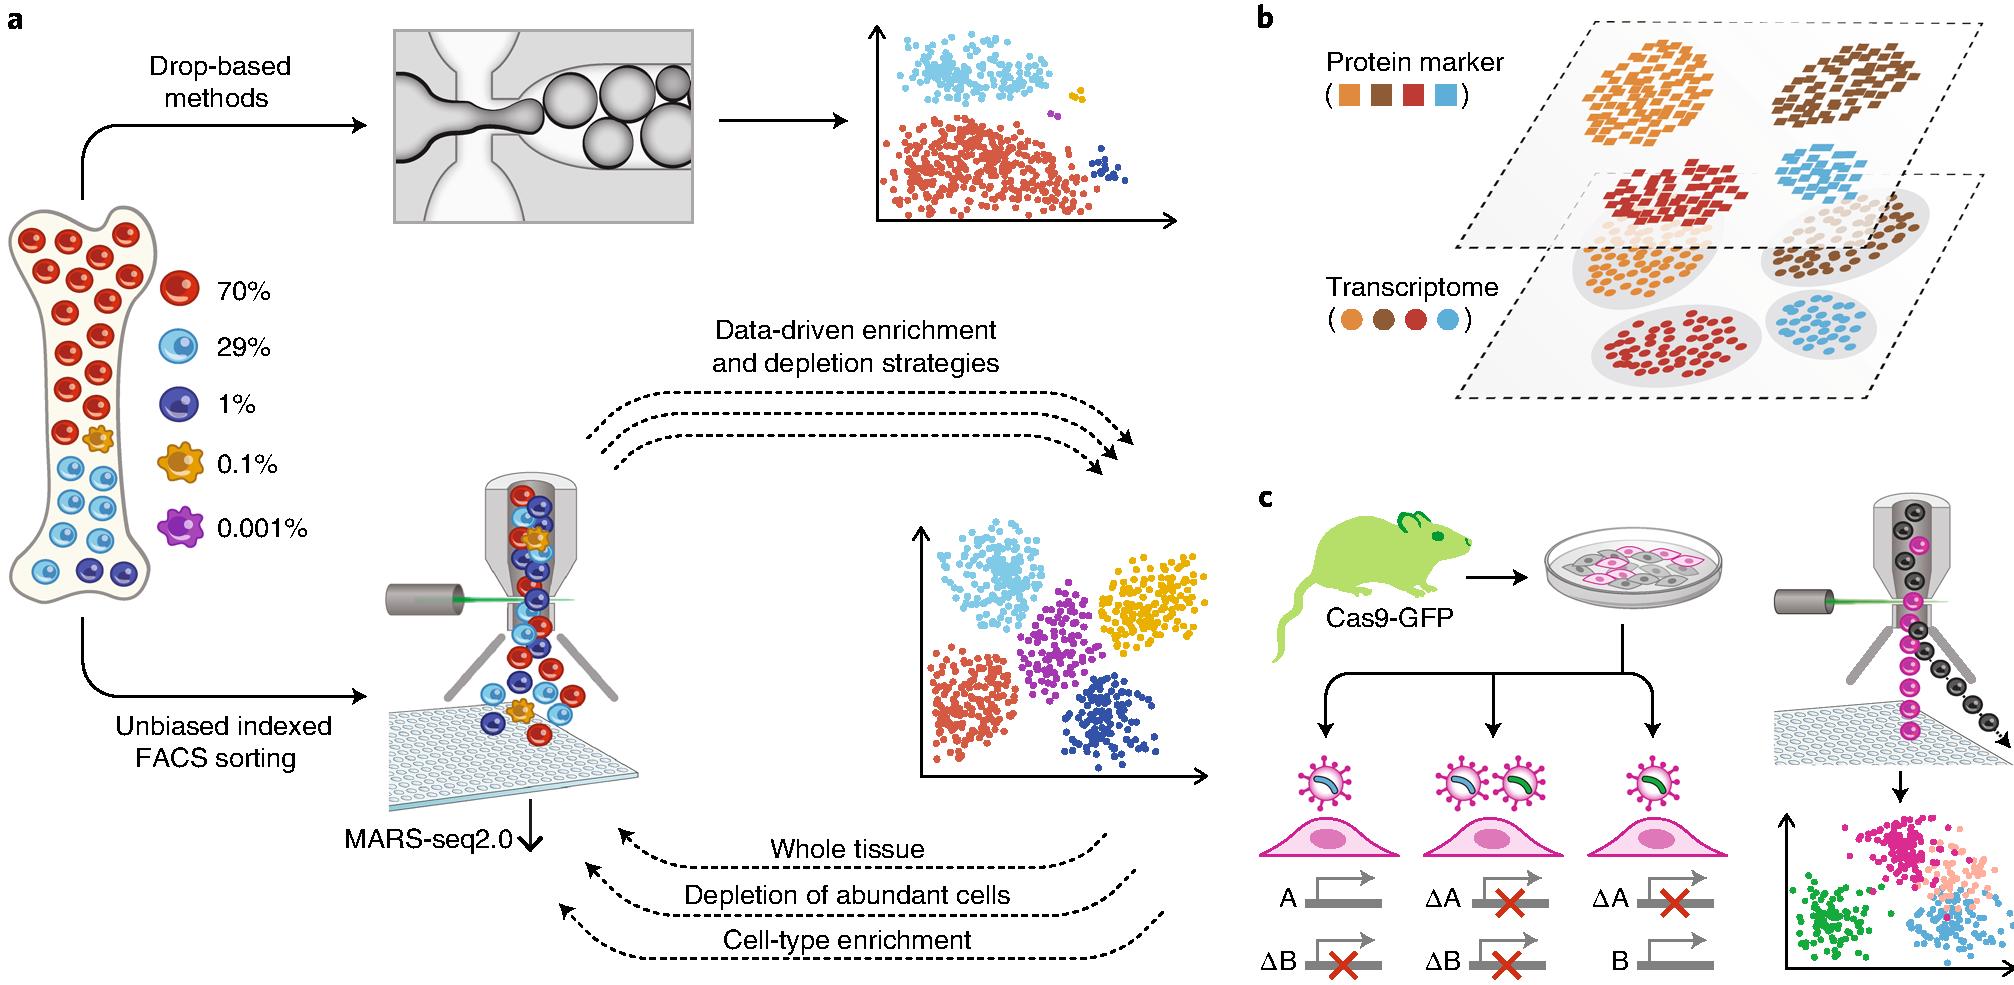 a
Drop-based
methods
70%
29%
1%
0.1%
0.001%
Data-driven enrichment
and depletion strategies
Unbiased indexed
FACS sorting
MARS-seq2.0
Whole tissue
Depletion of abundant cells
Cell-type enrichment
b
Protein marker
( )
Transcriptome
( )
c
Cas9-GFP
A ΔA ΔA
ΔB ΔB B